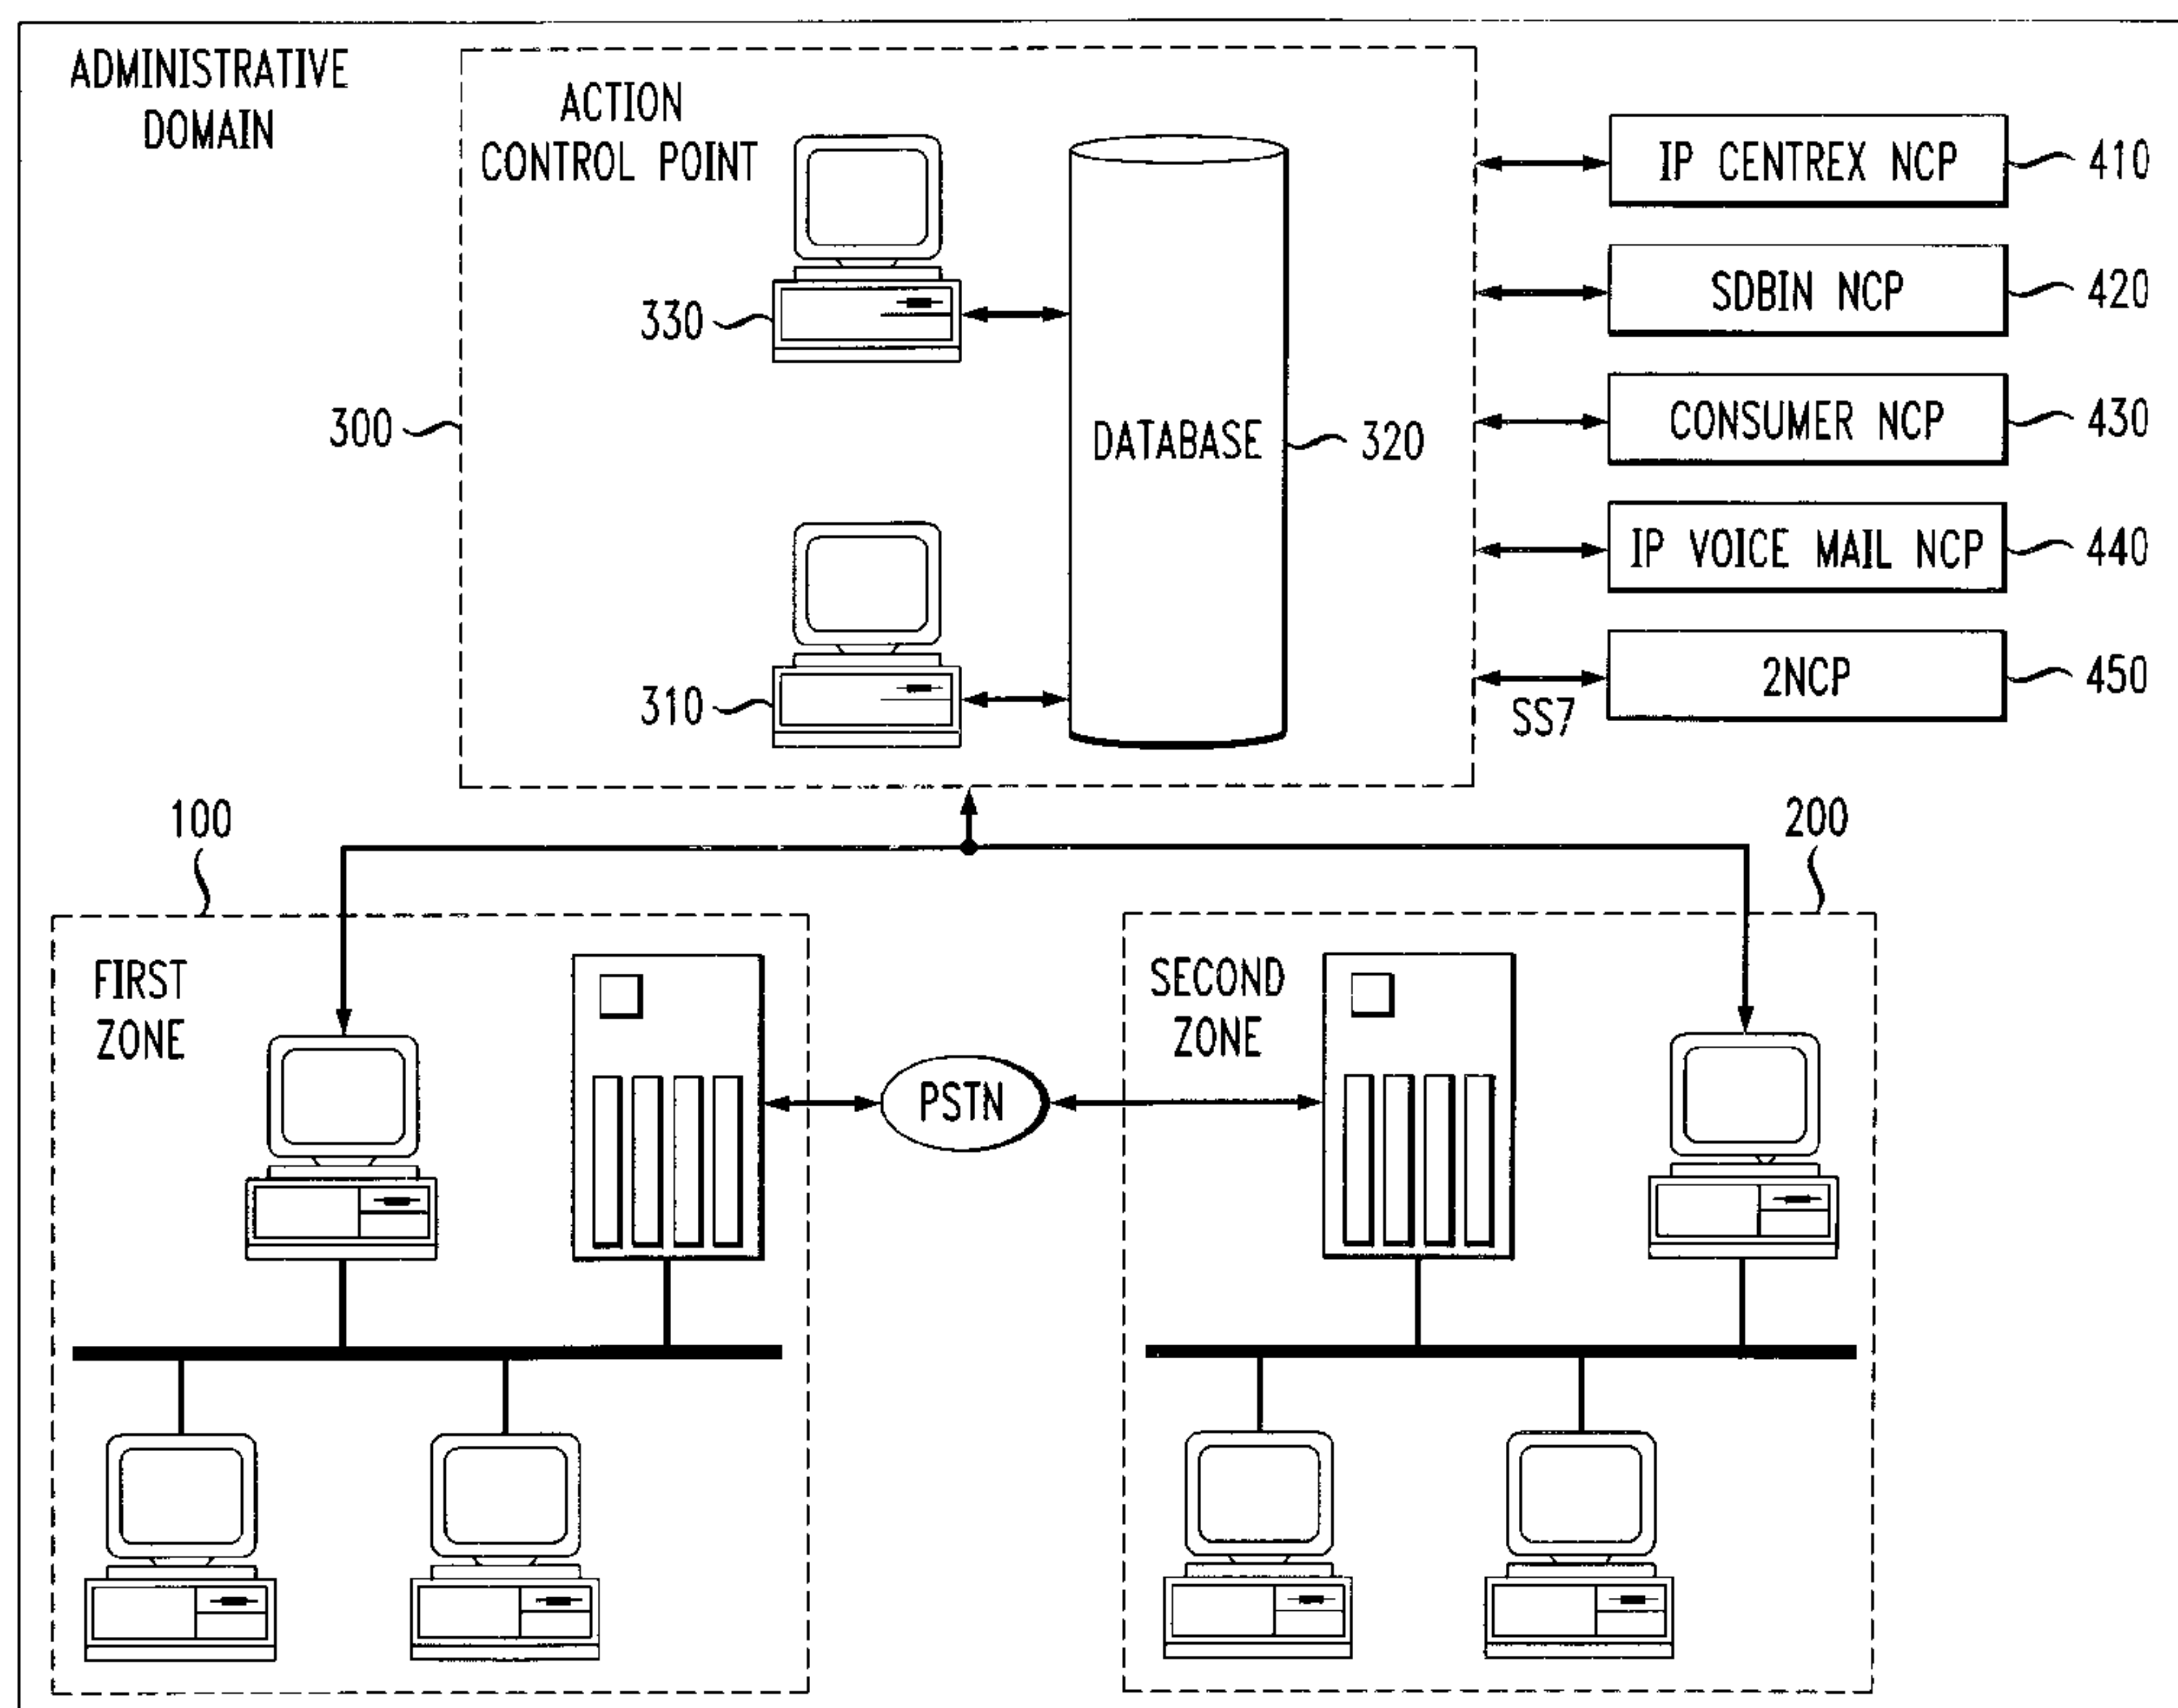 ADMINISTRATIVE
DOMAIN
ACTION
CONTROL POINT
330
310
300
DATABASE
320
IP CENTREX NCP
410
SDBIN NCP
420
CONSUMER NCP
430
IP VOICE MAIL NCP
440
2NCP
450
SS7
100
200
FIRST
ZONE
PSTN
SECOND
ZONE